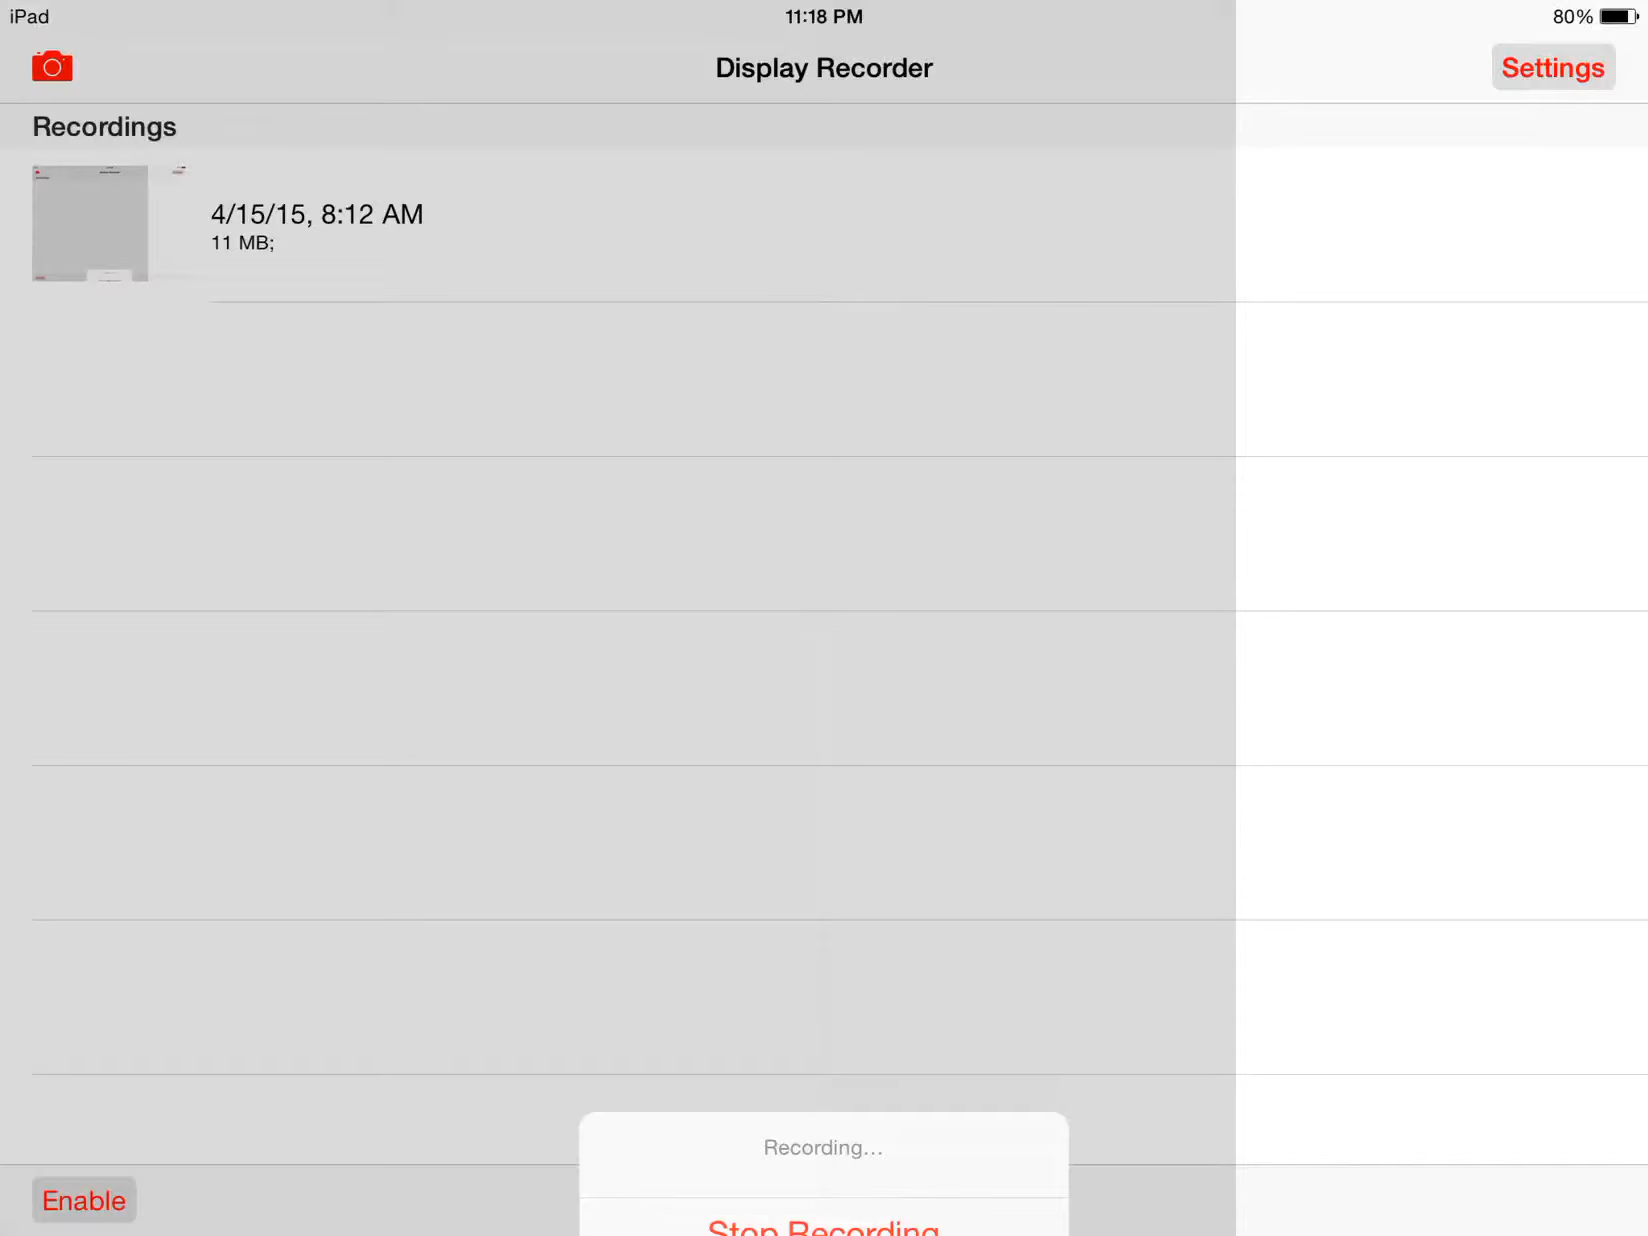 iPad 11:18 PM 80%
Display Recorder Settings
Recordings
4/15/15, 8:12 AM
11 MB;
Recording...
Enable
Stop Recording